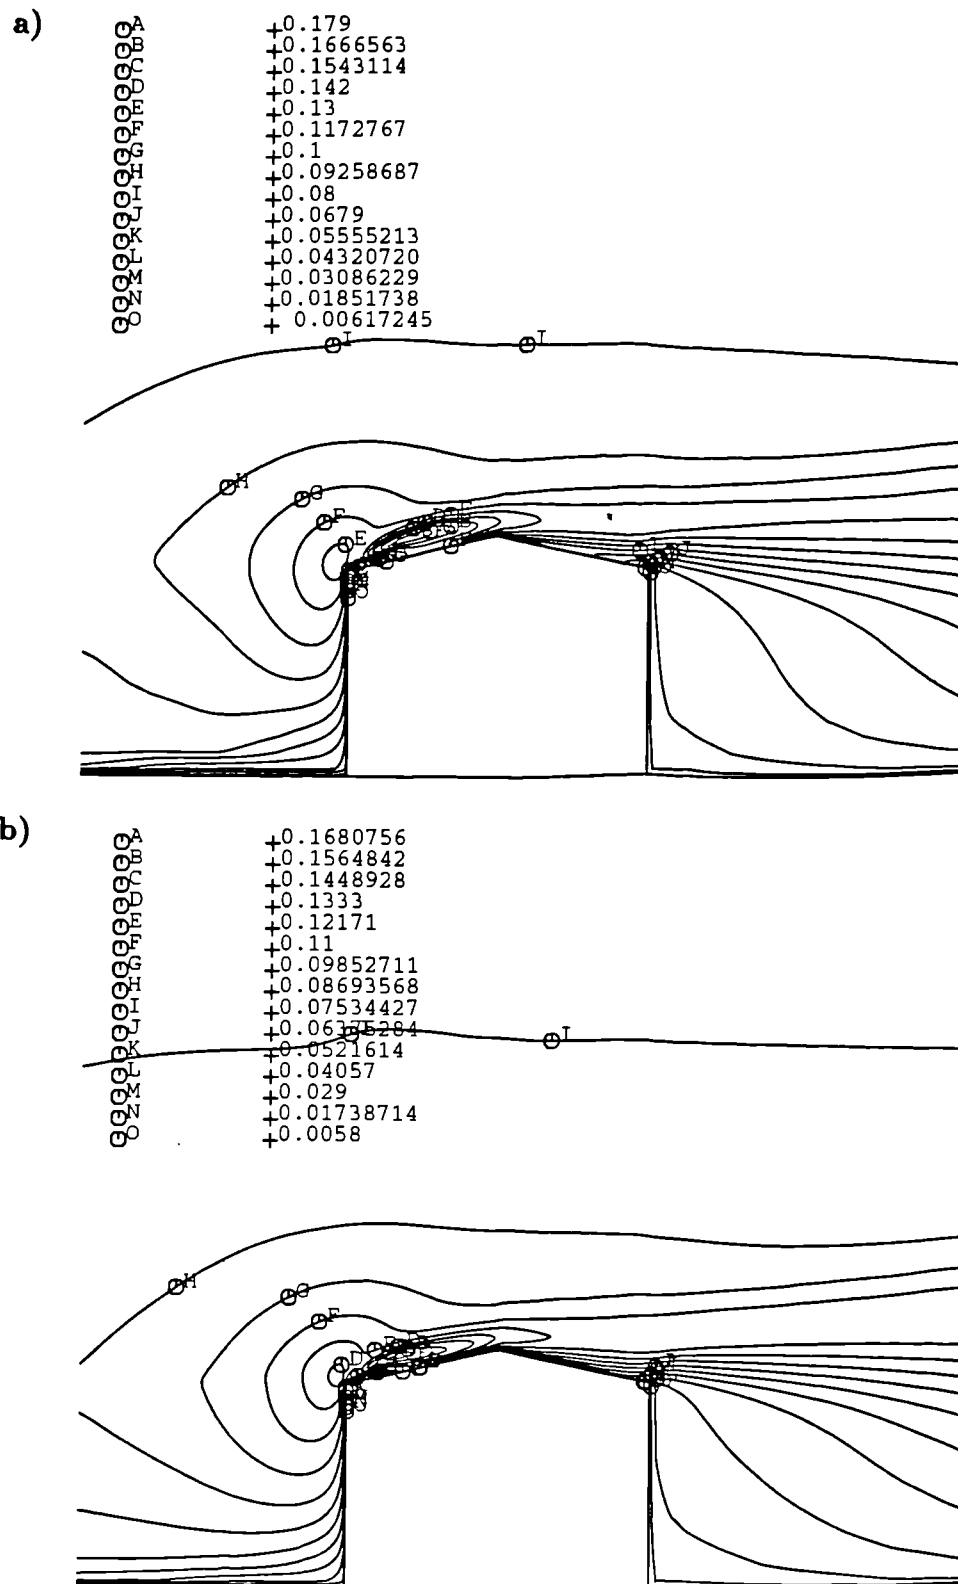 a)
A +0.179
B +0.1666563
C +0.1543114
D +0.142
E +0.13
F +0.1172767
G +0.1
H +0.09258687
I +0.08
J +0.0679
K +0.05555213
L +0.04320720
M +0.03086229
N +0.01851738
O + 0.00617245
I I
H
G
F
E
b)
A +0.1680756
B +0.1564842
C +0.1448928
D +0.1333
E +0.12171
F +0.11
G +0.09852711
H +0.08693568
I +0.07534427
J +0.06375284
K +0.0521614
L +0.04057
M +0.029
N +0.01738714
O +0.0058
I
H
G
F
D